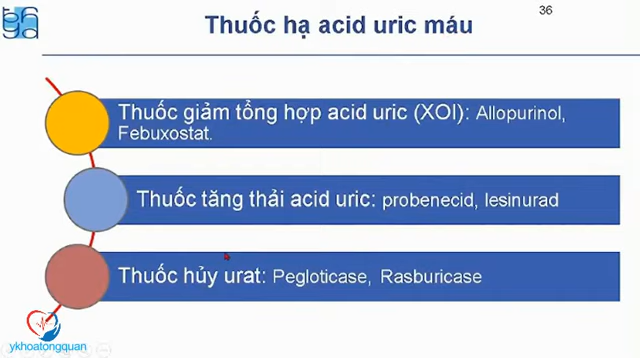 36
Thuốc hạ acid uric máu
Thuốc giảm tổng hợp acid uric (XOI): Allopurinol,
Febuxostat.
Thuốc tăng thải acid uric: probenecid, lesinurad
Thuốc hủy urat: Pegloticase, Rasburicase
ykhoatongquan